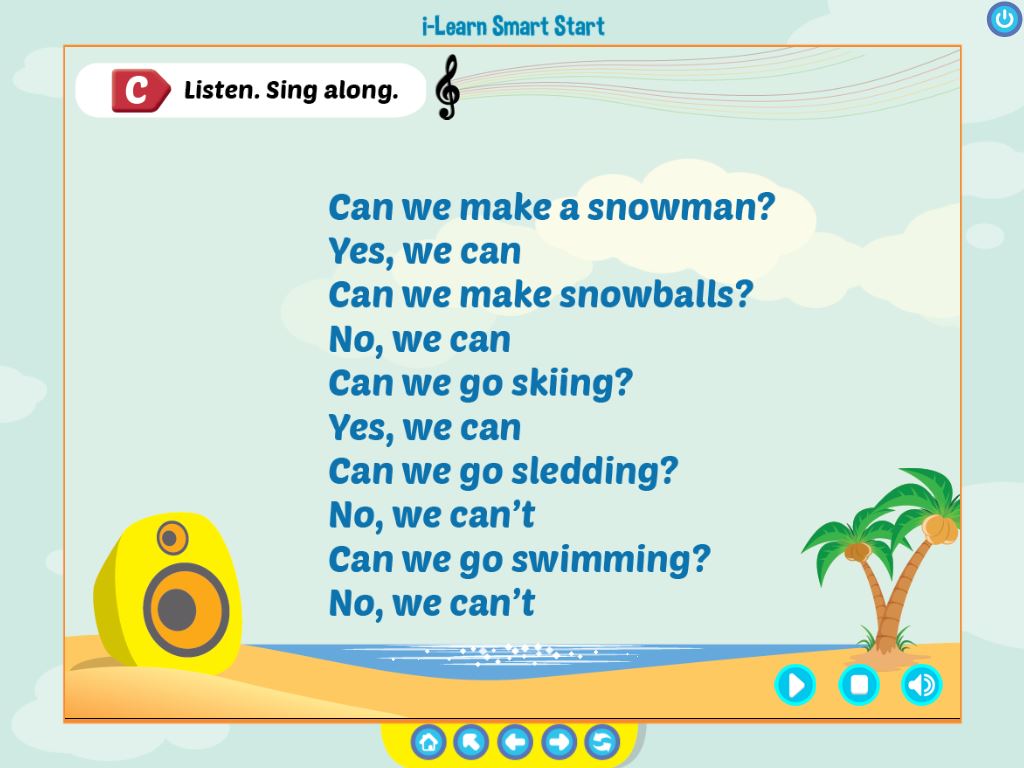 i-Learn Smart Start
C Listen. Sing along.
Can we make a snowman?
Yes, we can
Can we make snowballs?
No, we can
Can we go skiing?
Yes, we can
Can we go sledding?
No, we can’t
Can we go swimming?
No, we can’t